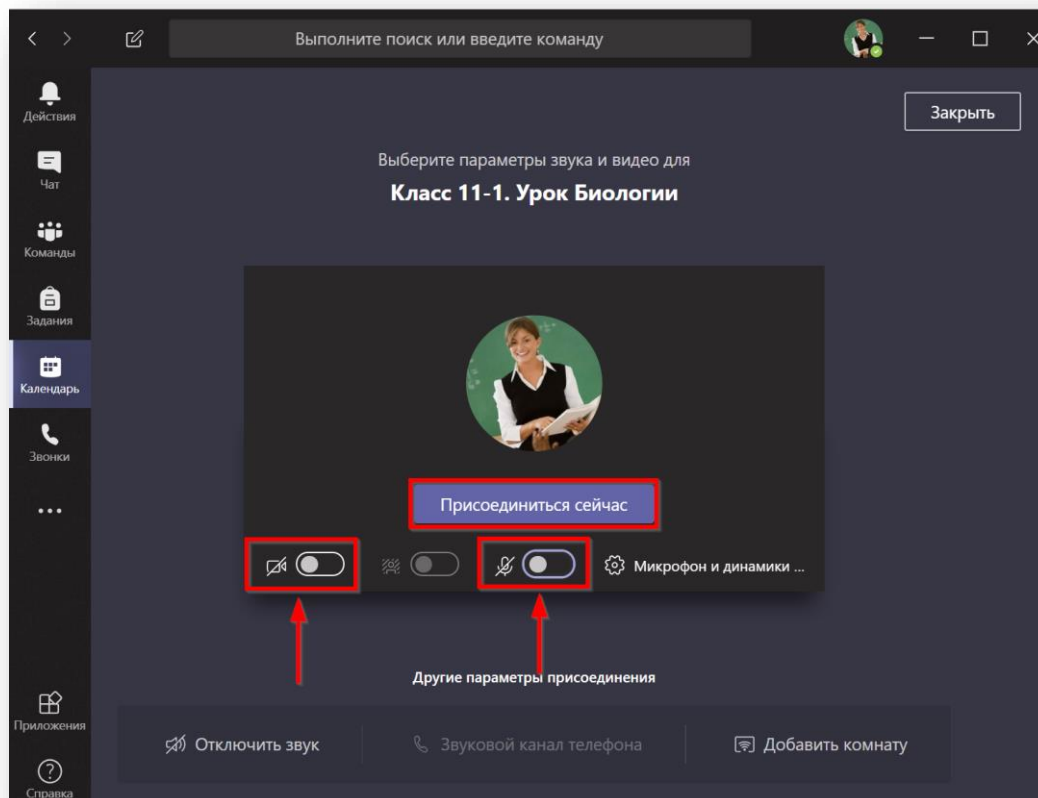 Выполните поиск или введите команду
Действия
Чат
Команды
Задания
Календарь
Звонки
Приложения
Справка
Закрыть
Выберите параметры звука и видео для
Класс 11-1. Урок Биологии
Присоединиться сейчас
Микрофон и динамики ...
Другие параметры присоединения
Отключить звук
Звуковой канал телефона
Добавить комнату